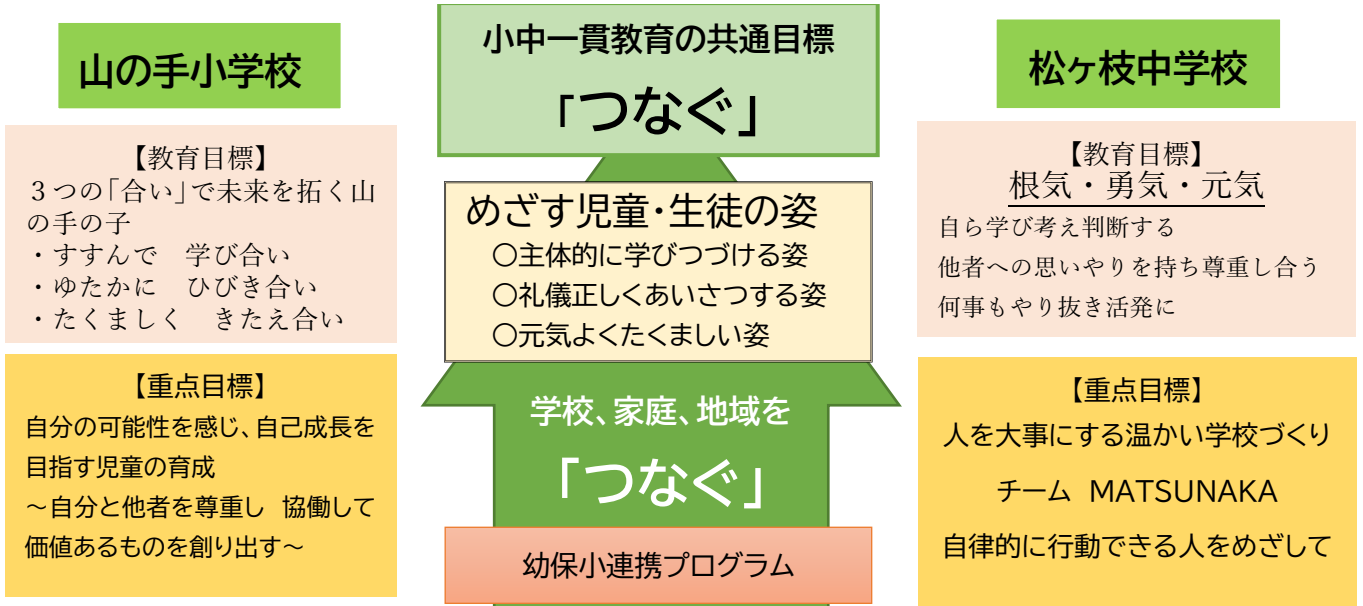 山の手小学校
【教育目標】
3つの「合い」で未来を拓く山
の手の子
・すすんで　学び合い
・ゆたかに　ひびき合い
・たくましく　きたえ合い
【重点目標】
自分の可能性を感じ、自己成長を
目指す児童の育成
～自分と他者を尊重し　協働して
価値あるものを創り出す～
小中一貫教育の共通目標
「つなぐ」
めざす児童・生徒の姿
〇主体的に学びつづける姿
〇礼儀正しくあいさつする姿
〇元気よくたくましい姿
学校、家庭、地域を
「つなぐ」
幼保小連携プログラム
松ヶ枝中学校
【教育目標】
根気・勇気・元気
自ら学び考え判断する
他者への思いやりを持ち尊重し合う
何事もやり抜き活発に
【重点目標】
人を大事にする温かい学校づくり
チーム　MATSUNAKA
自律的に行動できる人をめざして